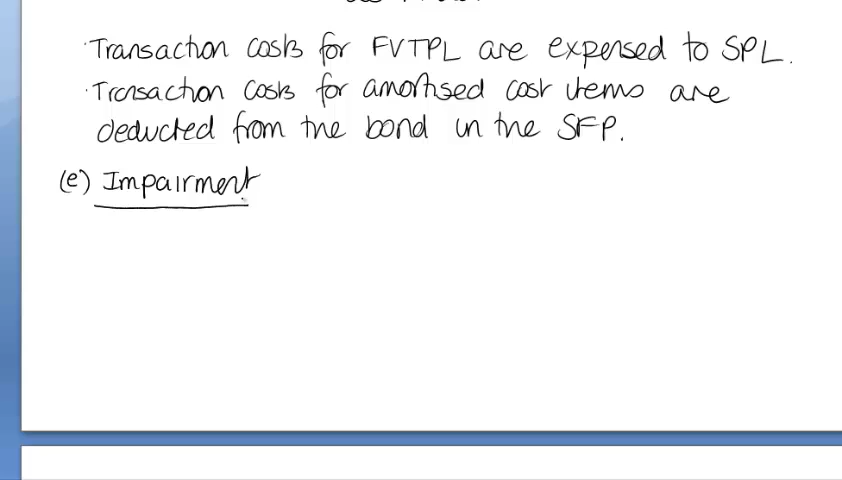 · Transaction costs for FVTPL are expensed to SPL.
· Transaction costs for amortised cost items are
deducted from the bond in the SFP.
(e) Impairment